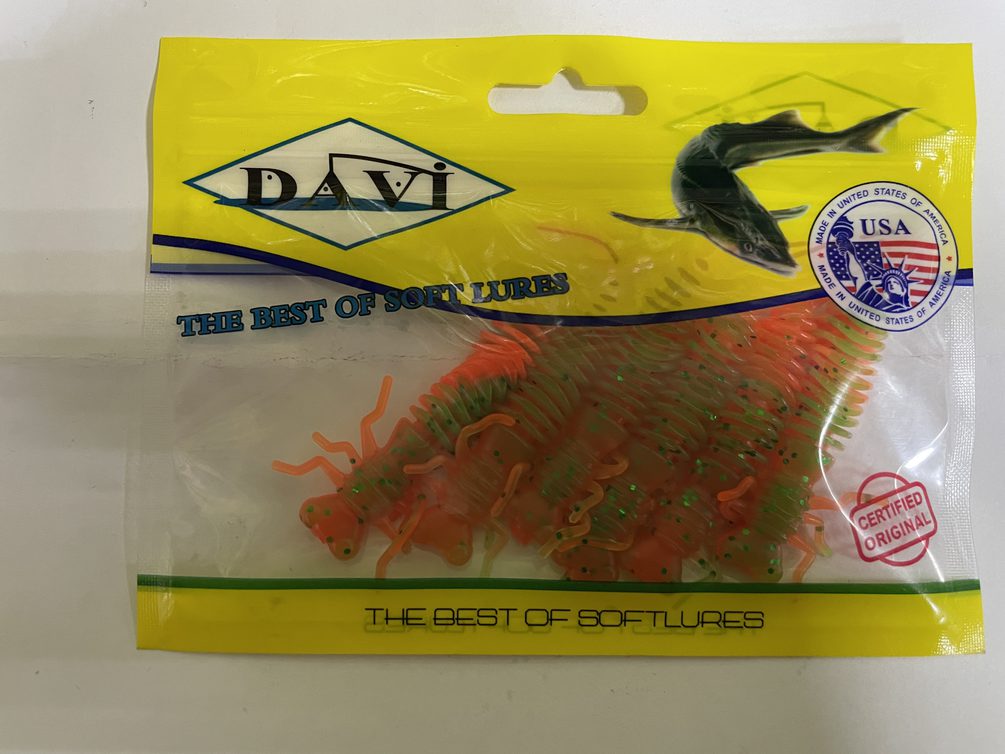 DAVi
THE BEST OF SOFT LURES
MADE IN UNITED STATES OF AMERICA
USA
MADE IN UNITED STATES OF AMERICA
CERTIFIED
ORIGINAL
THE BEST OF SOFTLURES